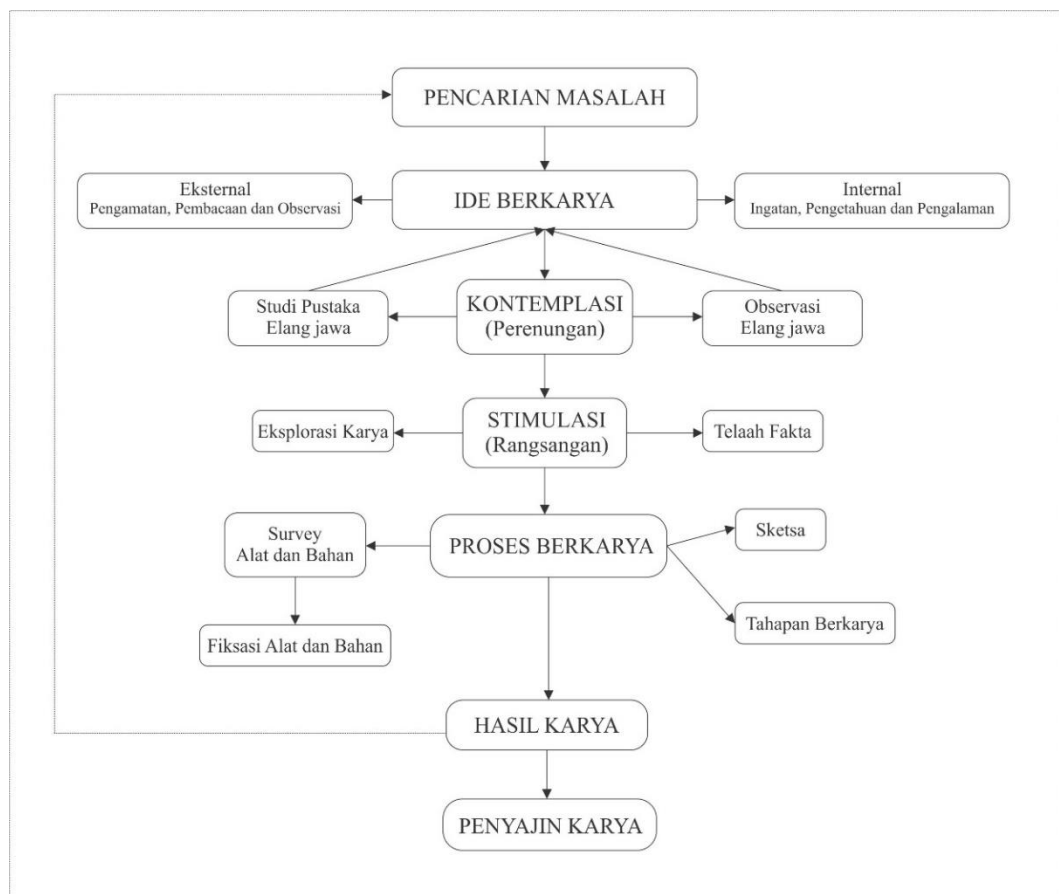 PENCARIAN MASALAH
Eksternal
Pengamatan, Pembacaan dan Observasi
IDE BERKARYA
Internal
Ingatan, Pengetahuan dan Pengalaman
Studi Pustaka
Elang jawa
KONTEMPLASI
(Perenungan)
Observasi
Elang jawa
Eksplorasi Karya
STIMULASI
(Rangsangan)
Telaah Fakta
Survey
Alat dan Bahan
PROSES BERKARYA
Sketsa
Tahapan Berkarya
Fiksasi Alat dan Bahan
HASIL KARYA
PENYAJIN KARYA